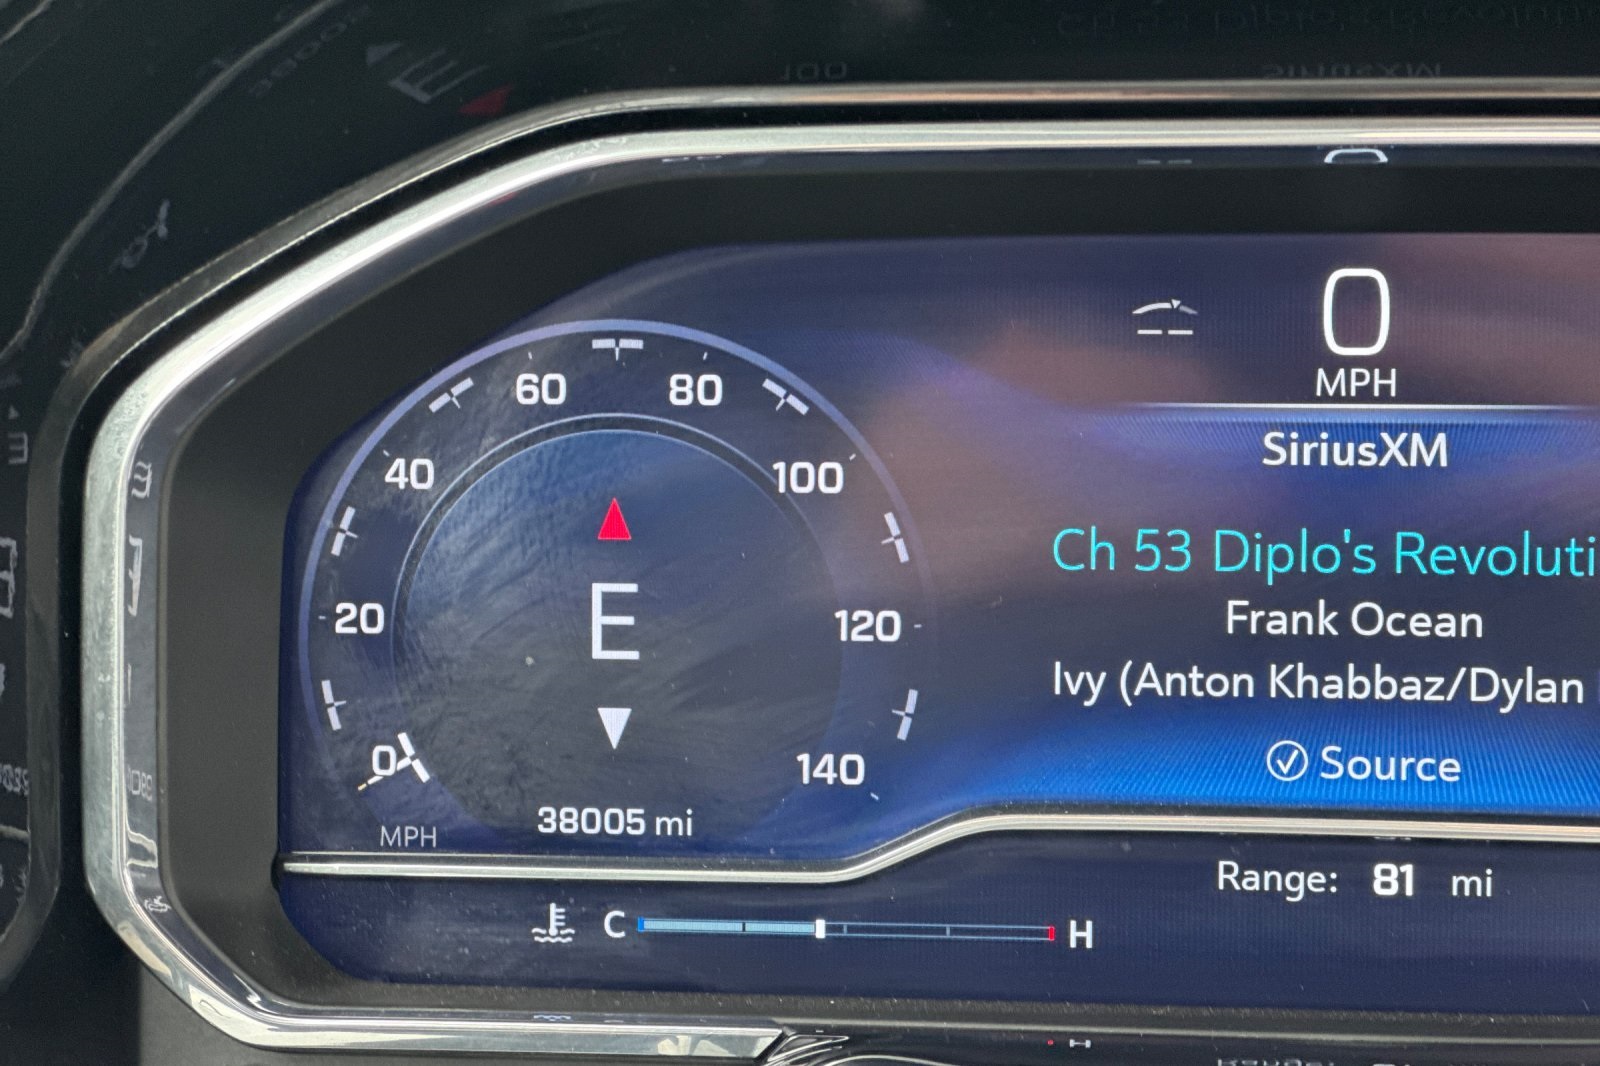 0
MPH
SiriusXM
Ch 53 Diplo's Revoluti
Frank Ocean
Ivy (Anton Khabbaz/Dylan
Source
60 80
40 100
20 120
0 140
E
MPH
38005 mi
Range: 81 mi
C H